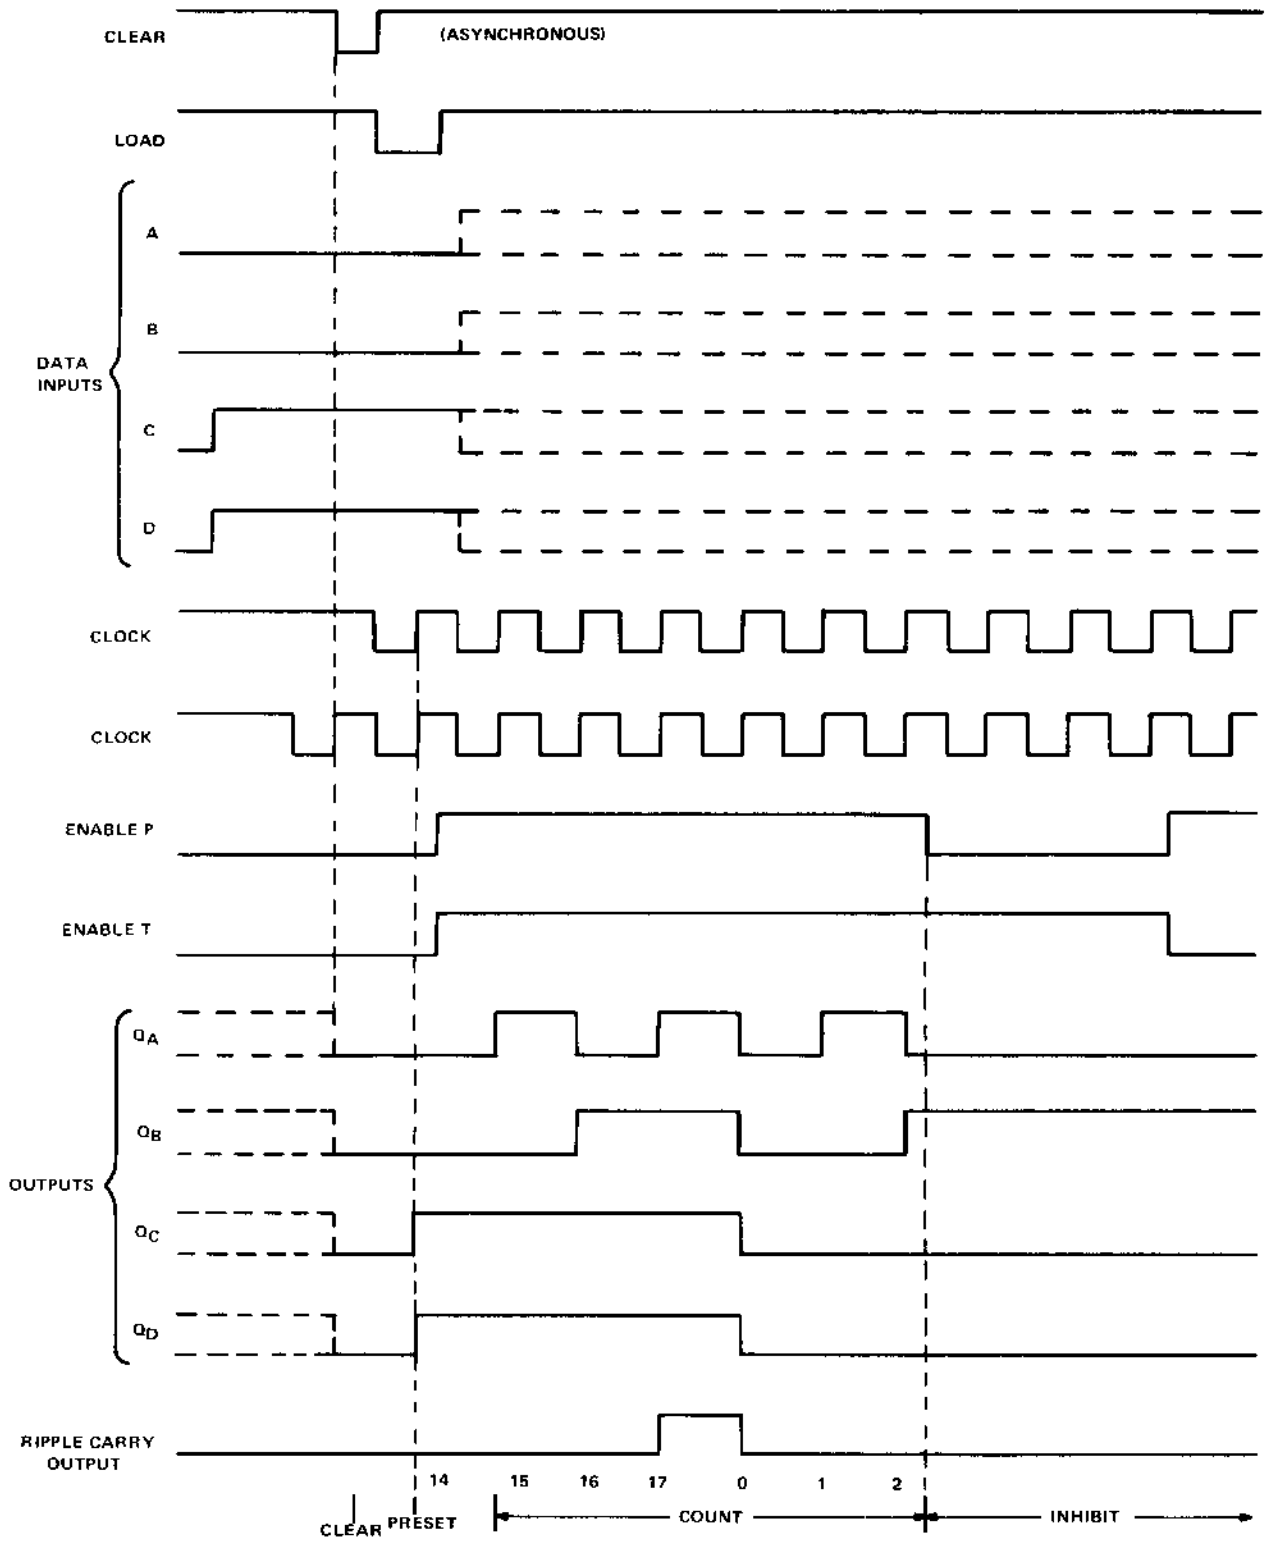 CLEAR
(ASYNCHRONOUS)
LOAD
A
B
DATA
INPUTS
C
D
CLOCK
CLOCK
ENABLE P
ENABLE T
QA
QB
OUTPUTS
QC
QD
RIPPLE CARRY
OUTPUT
14 15 16 17 0 1 2
CLEAR PRESET COUNT INHIBIT